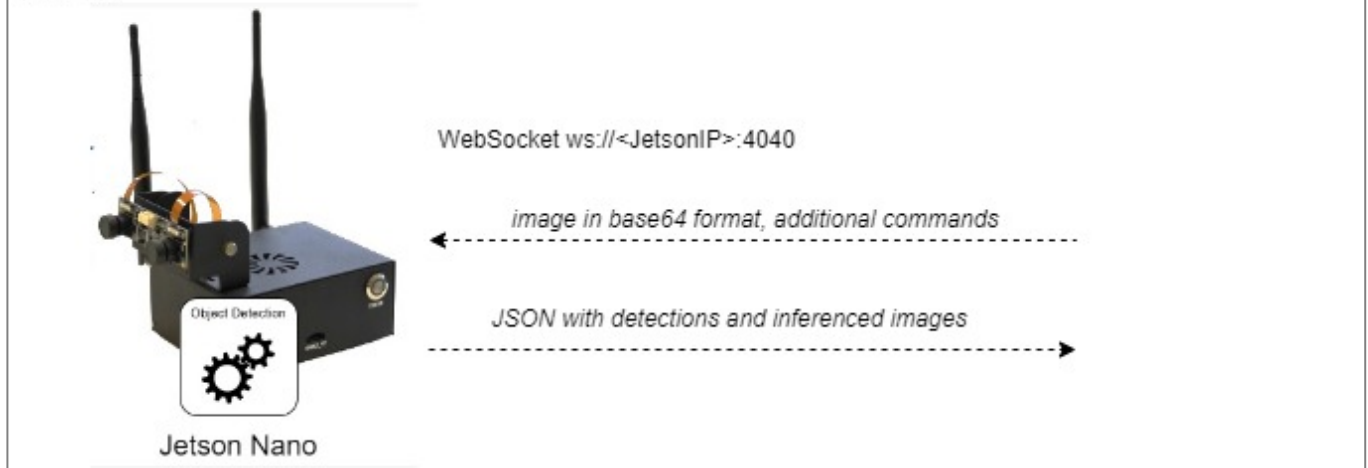 WebSocket ws://<JetsonIP>:4040
image in base64 format, additional commands
Object Detection
JSON with detections and inferenced images
Jetson Nano